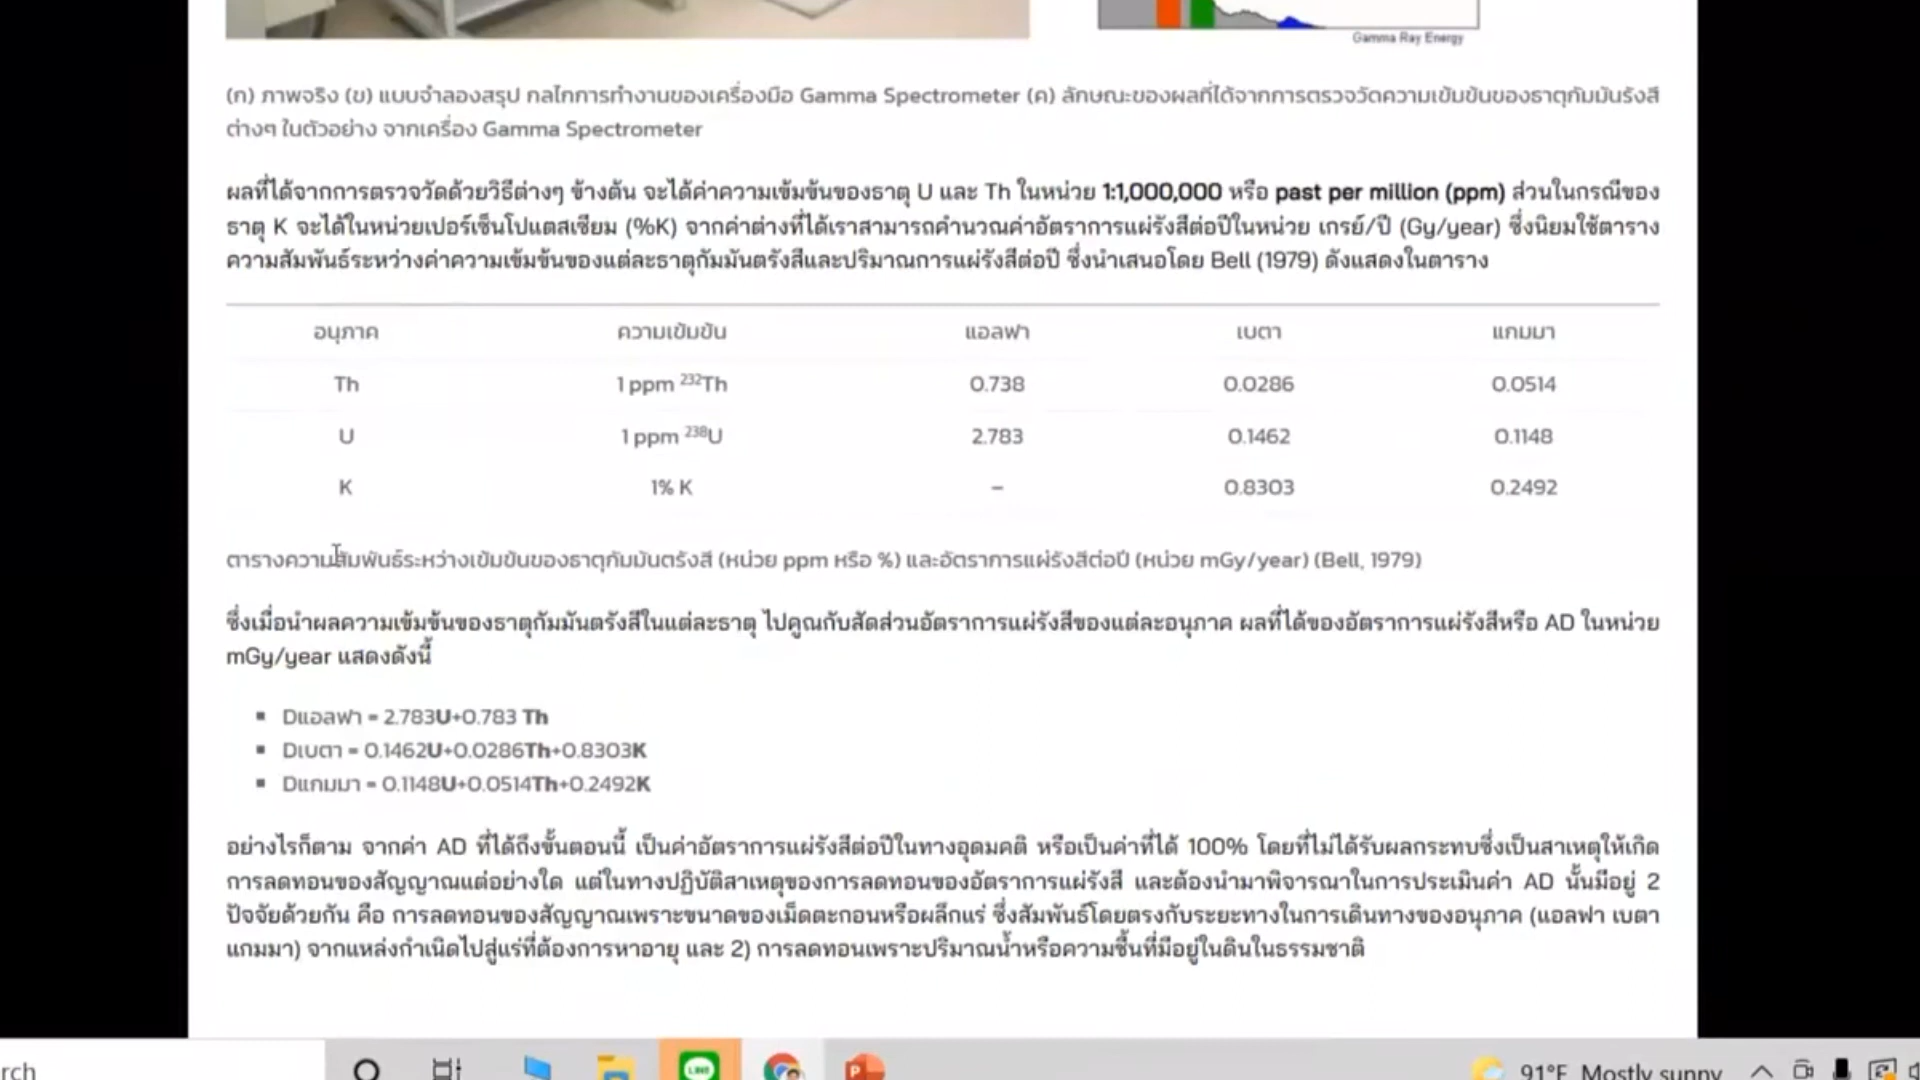 Gamma Ray Energy
(ก) ภาพจริง (ข) แบบจำลองสรุป กลไกการทำงานของเครื่องมือ Gamma Spectrometer (ค) ลักษณะของผลที่ได้จากการตรวจวัดความเข้มข้นของธาตุกัมมันรังสี
ต่างๆ ในตัวอย่าง จากเครื่อง Gamma Spectrometer
ผลที่ได้จากการตรวจวัดด้วยวิธีต่างๆ ข้างต้น จะได้ค่าความเข้มข้นของธาตุ U และ Th ในหน่วย 1:1,000,000 หรือ past per million (ppm) ส่วนในกรณีของ
ธาตุ K จะได้ในหน่วยเปอร์เซ็นโปแตสเซียม (%K) จากค่าต่างที่ได้เราสามารถคำนวณค่าอัตราการแผ่รังสีต่อปีในหน่วย เกรย์/ปี (Gy/year) ซึ่งนิยมใช้ตาราง
ความสัมพันธ์ระหว่างค่าความเข้มข้นของแต่ละธาตุกัมมันตรังสีและปริมาณการแผ่รังสีต่อปี ซึ่งนำเสนอโดย Bell (1979) ดังแสดงในตาราง
อนุภาค ความเข้มข้น แอลฟา เบตา แกมมา
Th 1 ppm ²³²Th 0.738 0.0286 0.0514
U 1 ppm ²³⁸U 2.783 0.1462 0.1148
K 1% K – 0.8303 0.2492
ตารางความสัมพันธ์ระหว่างเข้มข้นของธาตุกัมมันตรังสี (หน่วย ppm หรือ %) และอัตราการแผ่รังสีต่อปี (หน่วย mGy/year) (Bell, 1979)
ซึ่งเมื่อนำผลความเข้มข้นของธาตุกัมมันตรังสีในแต่ละธาตุ ไปคูณกับสัดส่วนอัตราการแผ่รังสีของแต่ละอนุภาค ผลที่ได้ของอัตราการแผ่รังสีหรือ AD ในหน่วย
mGy/year แสดงดังนี้
▪ Dแอลฟา = 2.783U+0.783 Th
▪ Dเบตา = 0.1462U+0.0286Th+0.8303K
▪ Dแกมมา = 0.1148U+0.0514Th+0.2492K
อย่างไรก็ตาม จากค่า AD ที่ได้ถึงขั้นตอนนี้ เป็นค่าอัตราการแผ่รังสีต่อปีในทางอุดมคติ หรือเป็นค่าที่ได้ 100% โดยที่ไม่ได้รับผลกระทบซึ่งเป็นสาเหตุให้เกิด
การลดทอนของสัญญาณแต่อย่างใด แต่ในทางปฏิบัติสาเหตุของการลดทอนของอัตราการแผ่รังสี และต้องนำมาพิจารณาในการประเมินค่า AD นั้นมีอยู่ 2
ปัจจัยด้วยกัน คือ การลดทอนของสัญญาณเพราะขนาดของเม็ดตะกอนหรือผลึกแร่ ซึ่งสัมพันธ์โดยตรงกับระยะทางในการเดินทางของอนุภาค (แอลฟา เบตา
แกมมา) จากแหล่งกำเนิดไปสู่แร่ที่ต้องการหาอายุ และ 2) การลดทอนเพราะปริมาณน้ำหรือความชื้นที่มีอยู่ในดินในธรรมชาติ
rch LINE P 91°F Mostly sunny